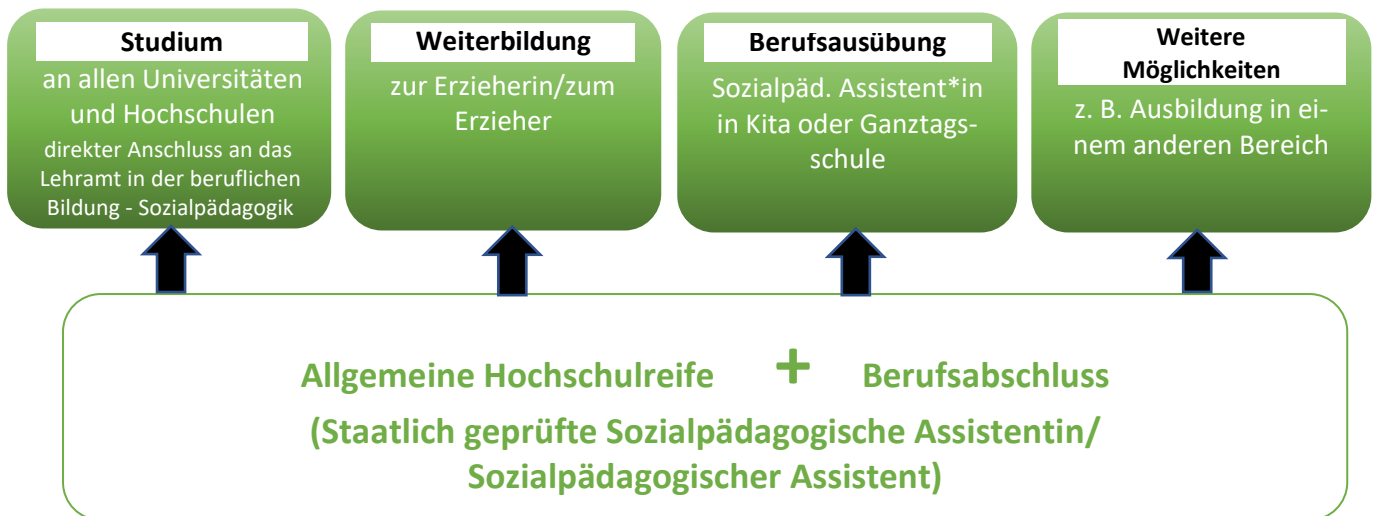 Studium
an allen Universitäten
und Hochschulen
direkter Anschluss an das
Lehramt in der beruflichen
Bildung - Sozialpädagogik
Weiterbildung
zur Erzieherin/zum
Erzieher
Berufsausübung
Sozialpäd. Assistent*in
in Kita oder Ganztags-
schule
Weitere
Möglichkeiten
z. B. Ausbildung in ei-
nem anderen Bereich
Allgemeine Hochschulreife + Berufsabschluss
(Staatlich geprüfte Sozialpädagogische Assistentin/
Sozialpädagogischer Assistent)